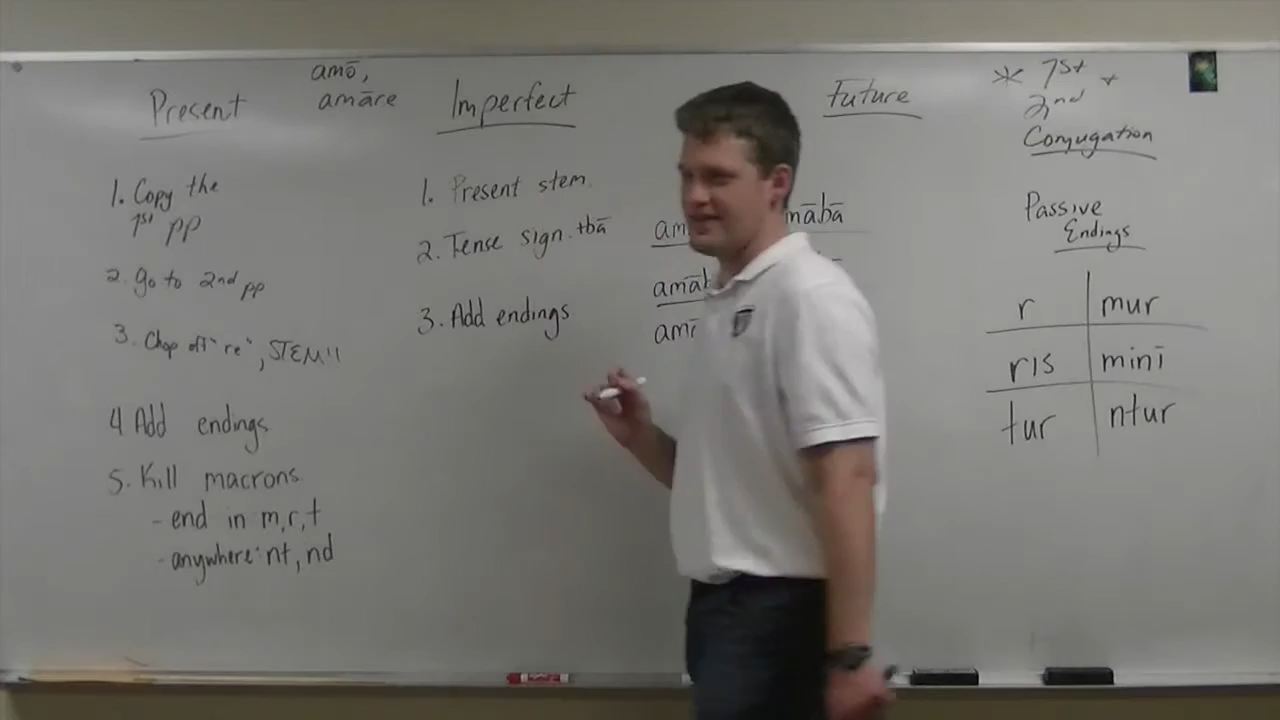 Present
amō,
amāre
1. Copy the
1st pp
2. Go to 2nd pp
3. Chop off "re", STEM!!
4 Add endings
5. Kill macrons
- end in m, r, t
- anywhere: nt, nd
Imperfect
1. Present stem
2. Tense sign. +bā
3. Add endings
Future
* 1st +
2nd
Conjugation
Passive
Endings
r mur
ris minī
tur ntur